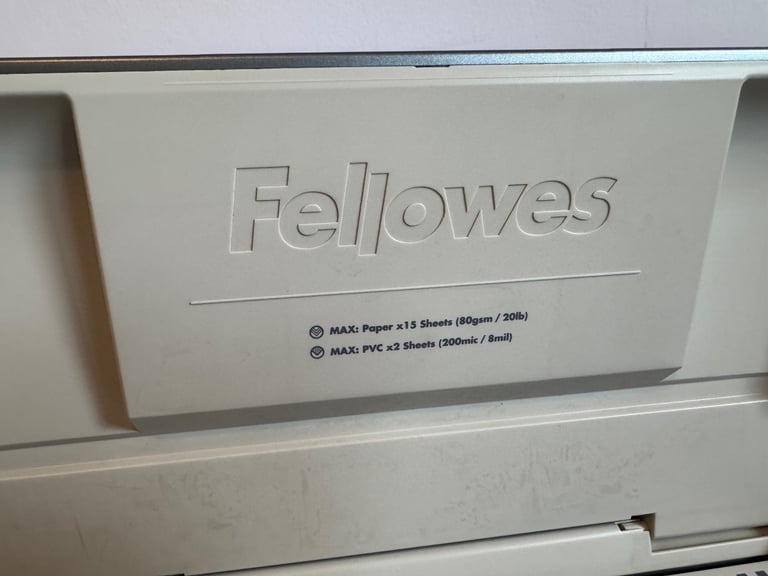 Fellowes
MAX: Paper x15 Sheets (80gsm / 20lb)
MAX: PVC x2 Sheets (200mic / 8mil)